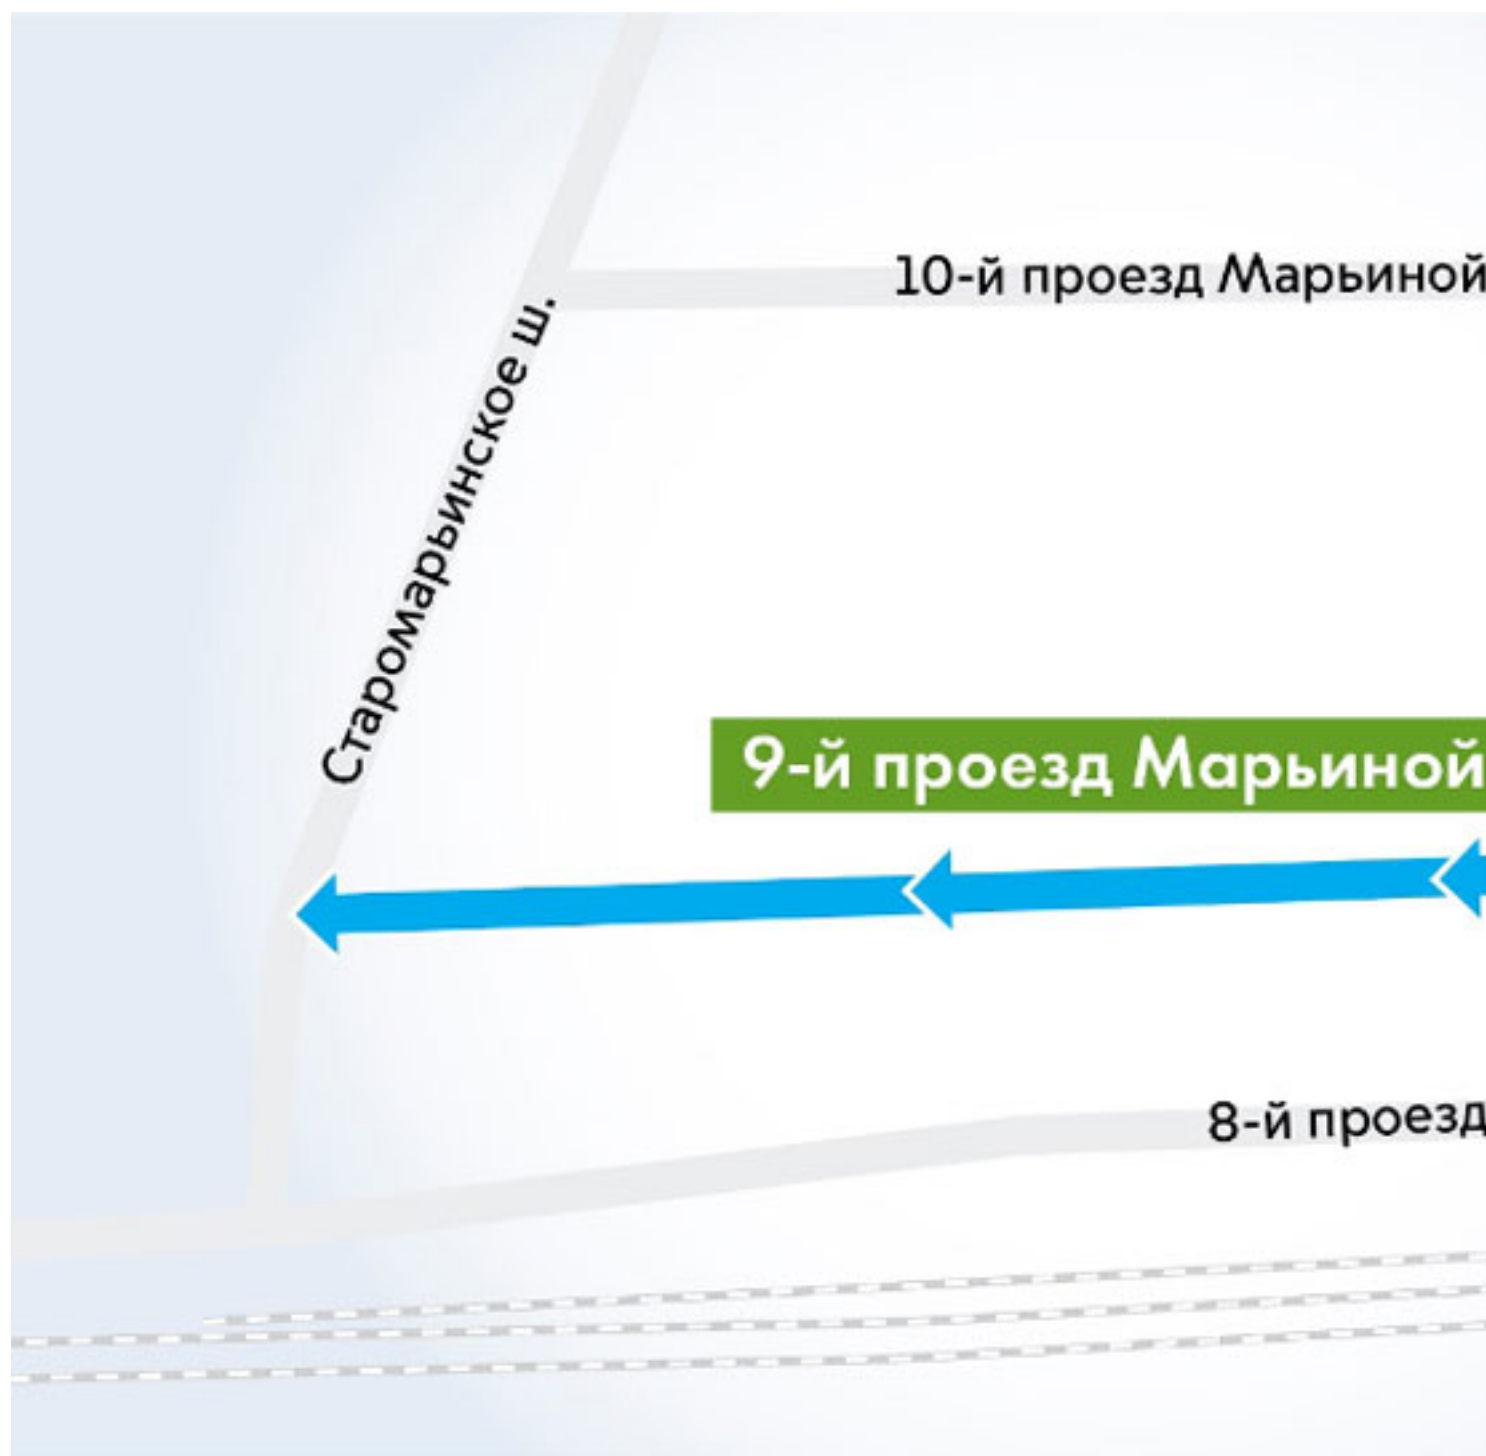 10-й проезд Марьиной
Старомарьинское ш.
9-й проезд Марьиной
8-й проезд